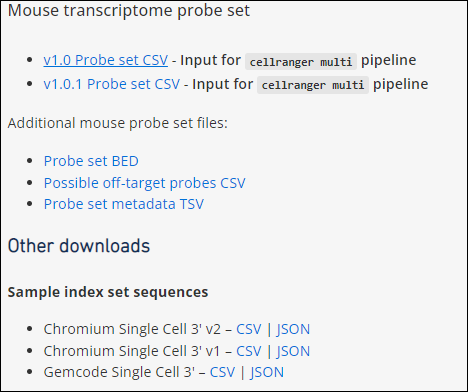 Mouse transcriptome probe set
v1.0 Probe set CSV - Input for cellranger multi pipeline
v1.0.1 Probe set CSV - Input for cellranger multi pipeline
Additional mouse probe set files:
Probe set BED
Possible off-target probes CSV
Probe set metadata TSV
Other downloads
Sample index set sequences
Chromium Single Cell 3' v2 – CSV | JSON
Chromium Single Cell 3' v1 – CSV | JSON
Gemcode Single Cell 3' – CSV | JSON